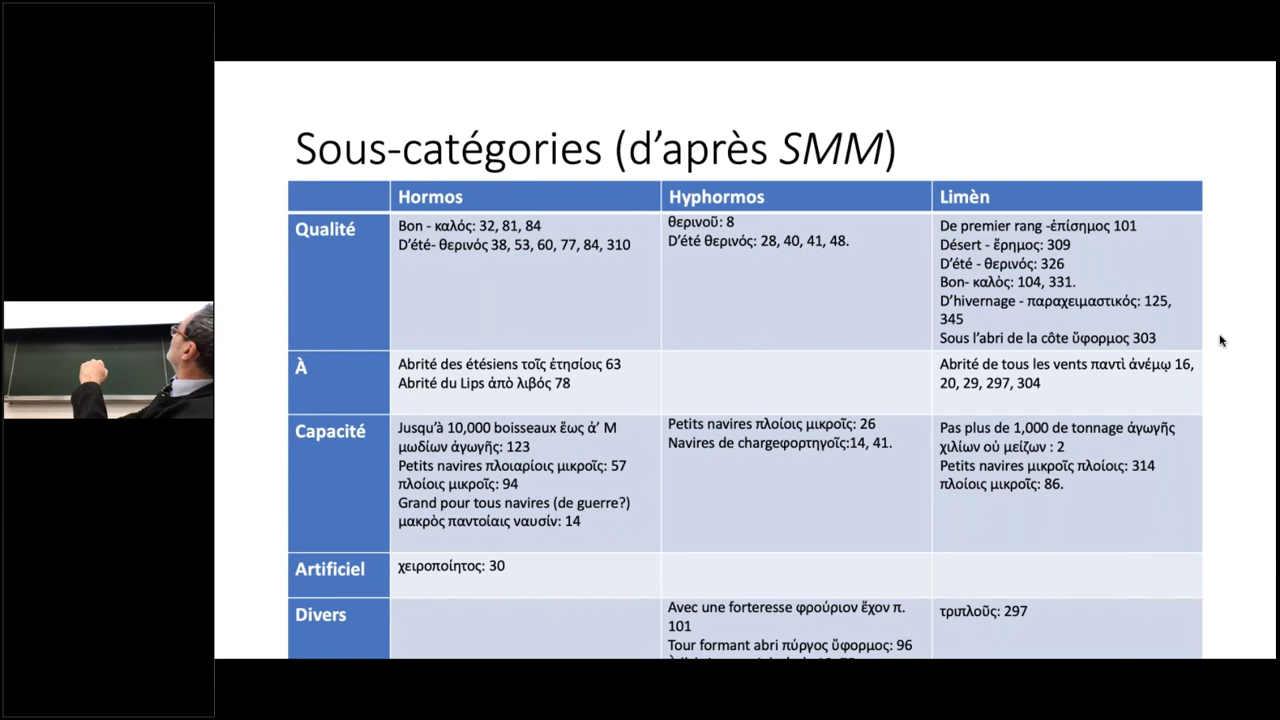 Sous-catégories (d’après SMM)
Hormos
Hyphormos
Limèn
Qualité
Bon - καλός: 32, 81, 84
D’été- θερινός 38, 53, 60, 77, 84, 310
θερινοῦ: 8
D’été θερινός: 28, 40, 41, 48.
De premier rang -ἐπίσημος 101
Désert - ἔρημος: 309
D’été - θερινός: 326
Bon- καλὸς: 104, 331.
D’hivernage - παραχειμαστικός: 125,
345
Sous l’abri de la côte ὕφορμος 303
À
Abrité des étésiens τοῖς ἐτησίοις 63
Abrité du Lips ἀπὸ λιβός 78
Abrité de tous les vents παντὶ ἀνέμῳ 16,
20, 29, 297, 304
Capacité
Jusqu’à 10,000 boisseaux ἕως ἁ’ Μ
μωδίων ἀγωγῆς: 123
Petits navires πλοιαρίοις μικροῖς: 57
πλοίοις μικροῖς: 94
Grand pour tous navires (de guerre?)
μακρὸς παντοίαις ναυσίν: 14
Petits navires πλοίοις μικροῖς: 26
Navires de chargeφορτηγοῖς:14, 41.
Pas plus de 1,000 de tonnage ἀγωγῆς
χιλίων οὐ μείζων : 2
Petits navires μικροῖς πλοίοις: 314
πλοίοις μικροῖς: 86.
Artificiel
χειροποίητος: 30
Divers
Avec une forteresse φρούριον ἔχον π.
101
Tour formant abri πύργος ὕφορμος: 96
τριπλοῦς: 297